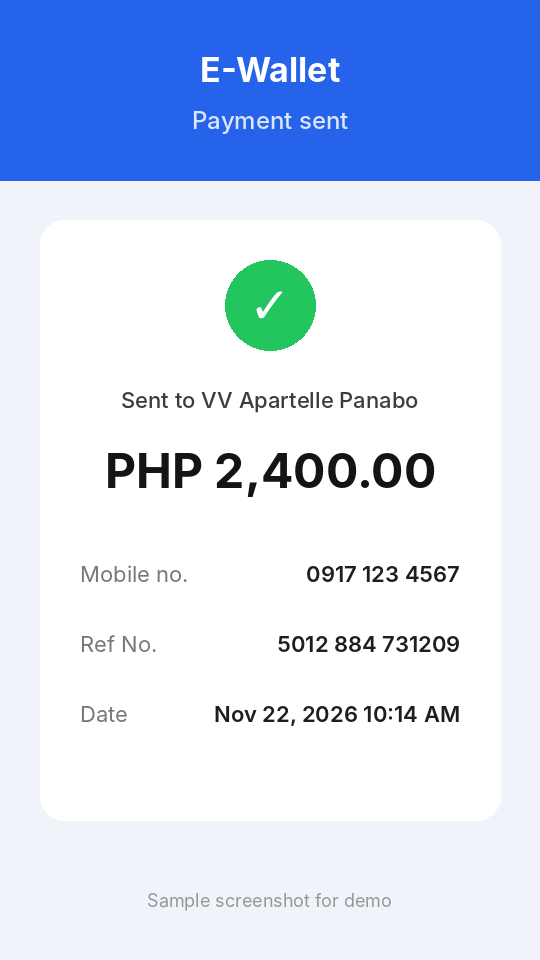 E-Wallet
Payment sent
✓
Sent to VV Apartelle Panabo
PHP 2,400.00
Mobile no. 0917 123 4567
Ref No. 5012 884 731209
Date Nov 22, 2026 10:14 AM
Sample screenshot for demo